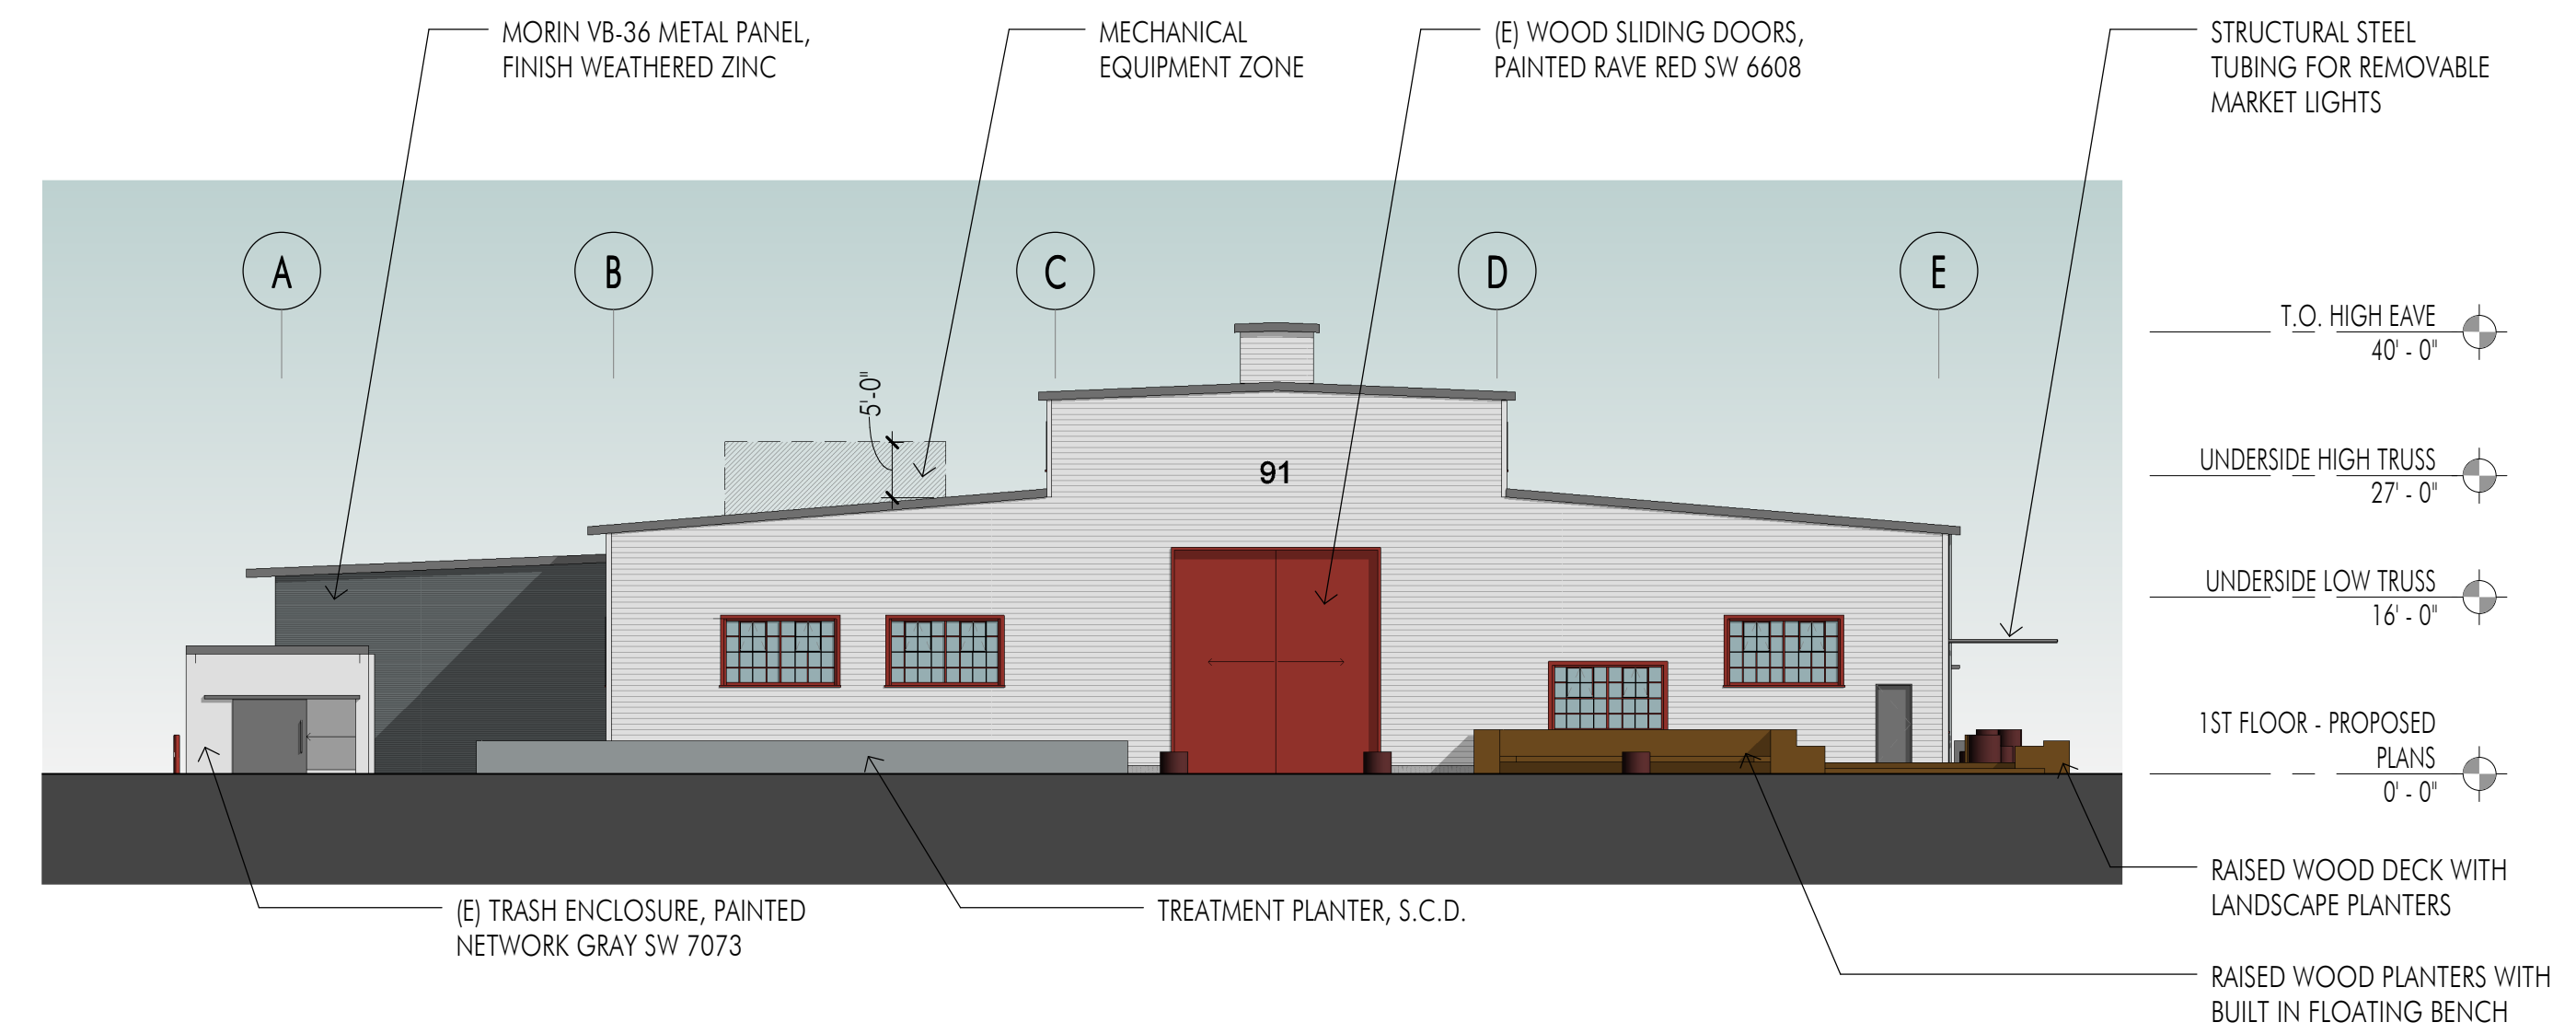 MORIN VB-36 METAL PANEL,
FINISH WEATHERED ZINC
MECHANICAL
EQUIPMENT ZONE
(E) WOOD SLIDING DOORS,
PAINTED RAVE RED SW 6608
STRUCTURAL STEEL
TUBING FOR REMOVABLE
MARKET LIGHTS
A
B
C
D
E
T.O. HIGH EAVE
40' - 0"
5'-0"
91
UNDERSIDE HIGH TRUSS
27' - 0"
UNDERSIDE LOW TRUSS
16' - 0"
1ST FLOOR - PROPOSED
PLANS
0' - 0"
(E) TRASH ENCLOSURE, PAINTED
NETWORK GRAY SW 7073
TREATMENT PLANTER, S.C.D.
RAISED WOOD DECK WITH
LANDSCAPE PLANTERS
RAISED WOOD PLANTERS WITH
BUILT IN FLOATING BENCH